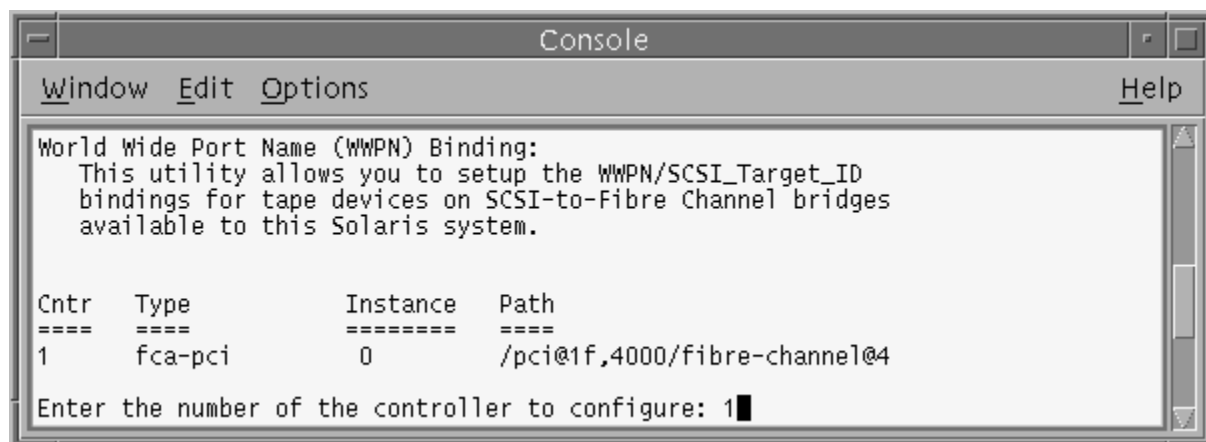 Console
Window Edit Options Help
World Wide Port Name (WWPN) Binding:
This utility allows you to setup the WWPN/SCSI_Target_ID
bindings for tape devices on SCSI-to-Fibre Channel bridges
available to this Solaris system.
Cntr Type Instance Path
==== ==== ======== ====
1 fca-pci 0 /pci@1f,4000/fibre-channel@4
Enter the number of the controller to configure: 1